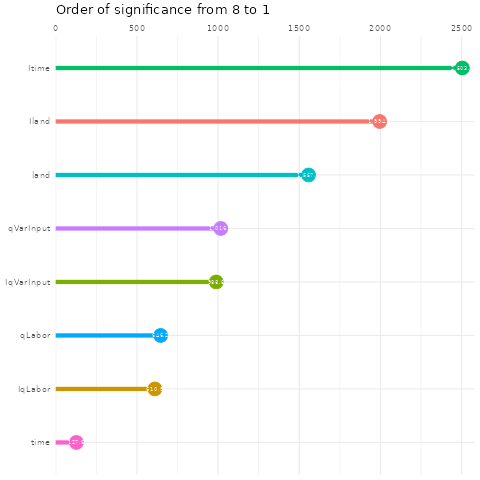 Order of significance from 8 to 1
0 500 1000 1500 2000 2500
ltime
lland
land
qVarInput
lqVarInput
qLabor
lqLabor
time